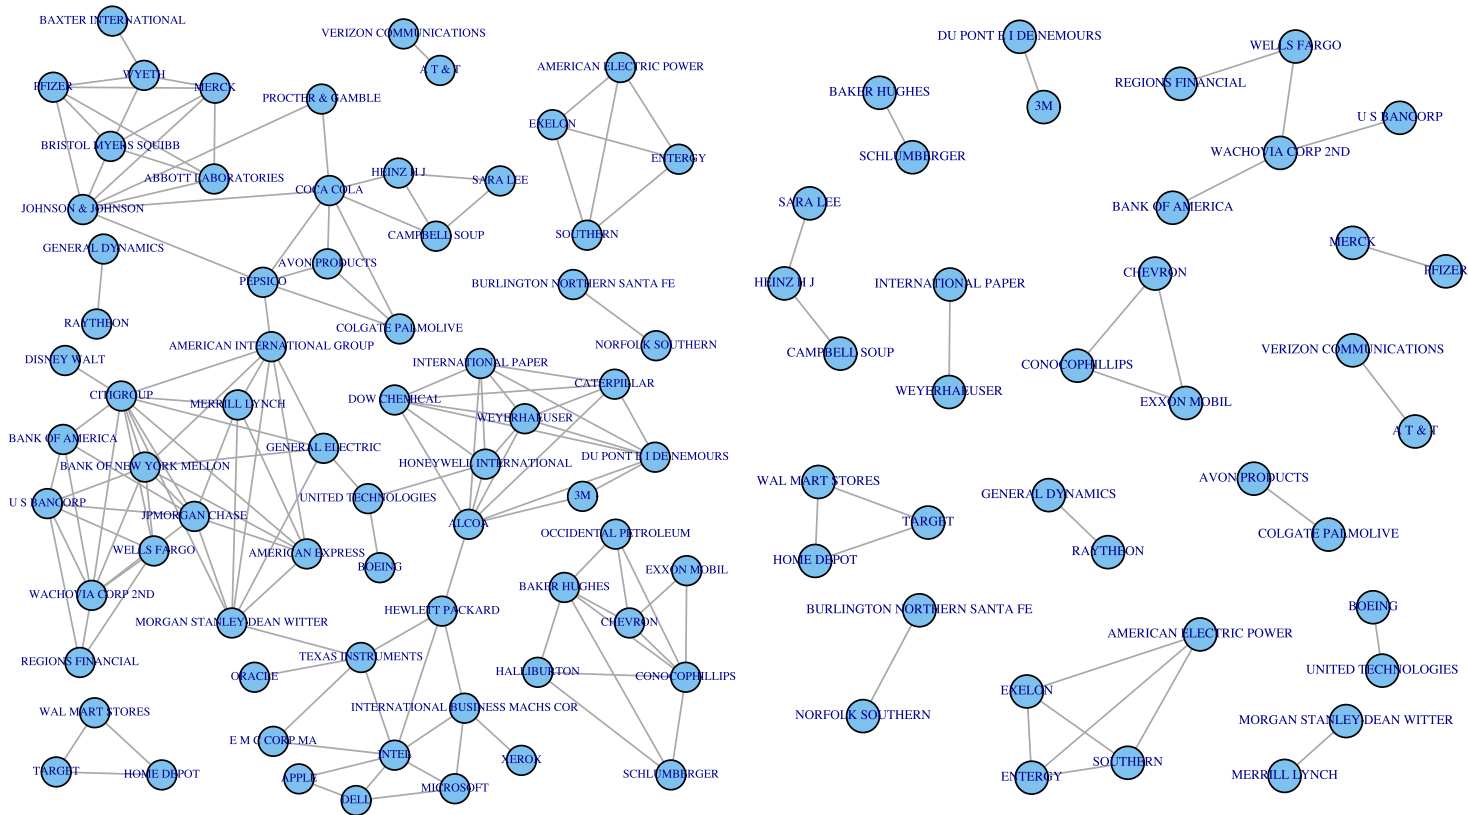 BAXTER INTERNATIONAL
VERIZON COMMUNICATIONS
A T & T
PFIZER
WYETH
MERCK
PROCTER & GAMBLE
AMERICAN ELECTRIC POWER
EXELON
BRISTOL MYERS SQUIBB
ENTERGY
ABBOTT LABORATORIES
HEINZ H J
SARA LEE
COCA COLA
JOHNSON & JOHNSON
CAMPBELL SOUP
SOUTHERN
GENERAL DYNAMICS
AVON PRODUCTS
PEPSICO
BURLINGTON NORTHERN SANTA FE
RAYTHEON
COLGATE PALMOLIVE
NORFOLK SOUTHERN
AMERICAN INTERNATIONAL GROUP
DISNEY WALT
INTERNATIONAL PAPER
CATERPILLAR
CITIGROUP
MERRILL LYNCH
DOW CHEMICAL
WEYERHAEUSER
BANK OF AMERICA
GENERAL ELECTRIC
BANK OF NEW YORK MELLON
HONEYWELL INTERNATIONAL
DU PONT E I DE NEMOURS
U S BANCORP
UNITED TECHNOLOGIES
3M
JPMORGAN CHASE
ALCOA
OCCIDENTAL PETROLEUM
WELLS FARGO
AMERICAN EXPRESS
BOEING
EXXON MOBIL
BAKER HUGHES
WACHOVIA CORP 2ND
HEWLETT PACKARD
MORGAN STANLEY DEAN WITTER
CHEVRON
REGIONS FINANCIAL
TEXAS INSTRUMENTS
ORACLE
HALLIBURTON
CONOCOPHILLIPS
WAL MART STORES
INTERNATIONAL BUSINESS MACHS COR
E M C CORP MA
INTEL
XEROX
TARGET
HOME DEPOT
APPLE
DELL
MICROSOFT
SCHLUMBERGER
DU PONT E I DE NEMOURS
WELLS FARGO
REGIONS FINANCIAL
BAKER HUGHES
3M
U S BANCORP
SCHLUMBERGER
WACHOVIA CORP 2ND
SARA LEE
BANK OF AMERICA
MERCK
PFIZER
CHEVRON
HEINZ H J
INTERNATIONAL PAPER
CAMPBELL SOUP
CONOCOPHILLIPS
VERIZON COMMUNICATIONS
WEYERHAEUSER
EXXON MOBIL
A T & T
WAL MART STORES
AVON PRODUCTS
GENERAL DYNAMICS
TARGET
COLGATE PALMOLIVE
HOME DEPOT
RAYTHEON
BURLINGTON NORTHERN SANTA FE
BOEING
AMERICAN ELECTRIC POWER
UNITED TECHNOLOGIES
EXELON
NORFOLK SOUTHERN
MORGAN STANLEY DEAN WITTER
SOUTHERN
ENTERGY
MERRILL LYNCH